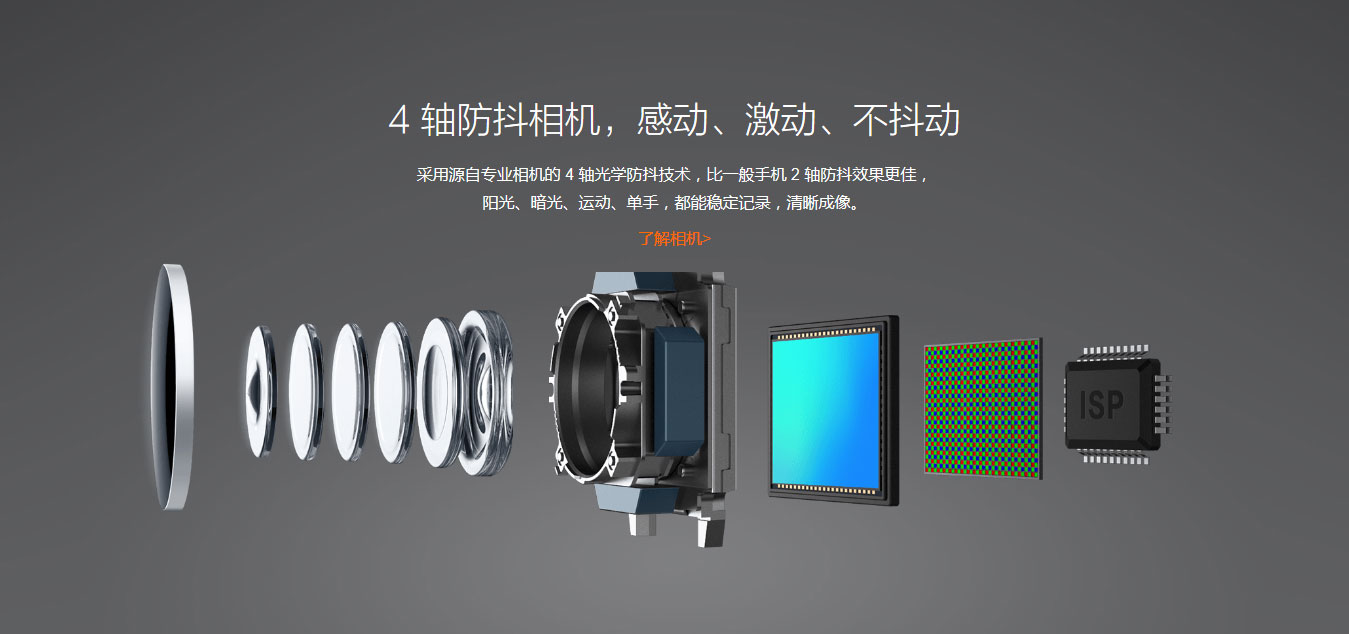 4 轴防抖相机，感动、激动、不抖动
采用源自专业相机的 4 轴光学防抖技术，比一般手机 2 轴防抖效果更佳，
阳光、暗光、运动、单手，都能稳定记录，清晰成像。
了解相机>
ISP